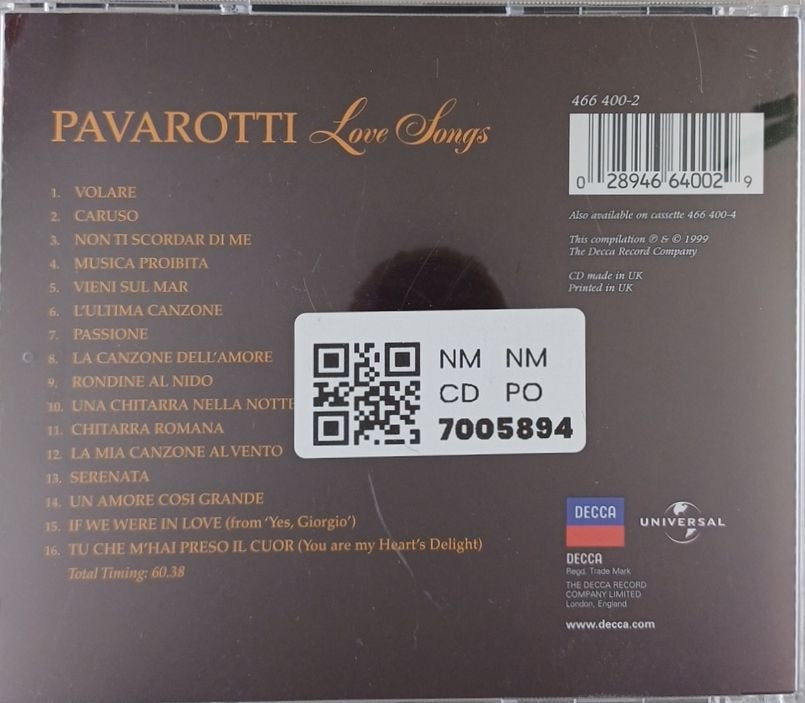 PAVAROTTI Love Songs
1. VOLARE
2. CARUSO
3. NON TI SCORDAR DI ME
4. MUSICA PROIBITA
5. VIENI SUL MAR
6. L'ULTIMA CANZONE
7. PASSIONE
8. LA CANZONE DELL'AMORE
9. RONDINE AL NIDO
10. UNA CHITARRA NELLA NOTTE
11. CHITARRA ROMANA
12. LA MIA CANZONE AL VENTO
13. SERENATA
14. UN AMORE COSI GRANDE
15. IF WE WERE IN LOVE (from 'Yes, Giorgio')
16. TU CHE M'HAI PRESO IL CUOR (You are my Heart's Delight)
Total Timing: 60.38
466 400-2
0 28946 64002 9
Also available on cassette 466 400-4
This compilation ℗ & © 1999
The Decca Record Company
CD made in UK
Printed in UK
NM NM
CD PO
7005894
DECCA
UNIVERSAL
DECCA
Regd. Trade Mark
THE DECCA RECORD
COMPANY LIMITED
London, England
www.decca.com